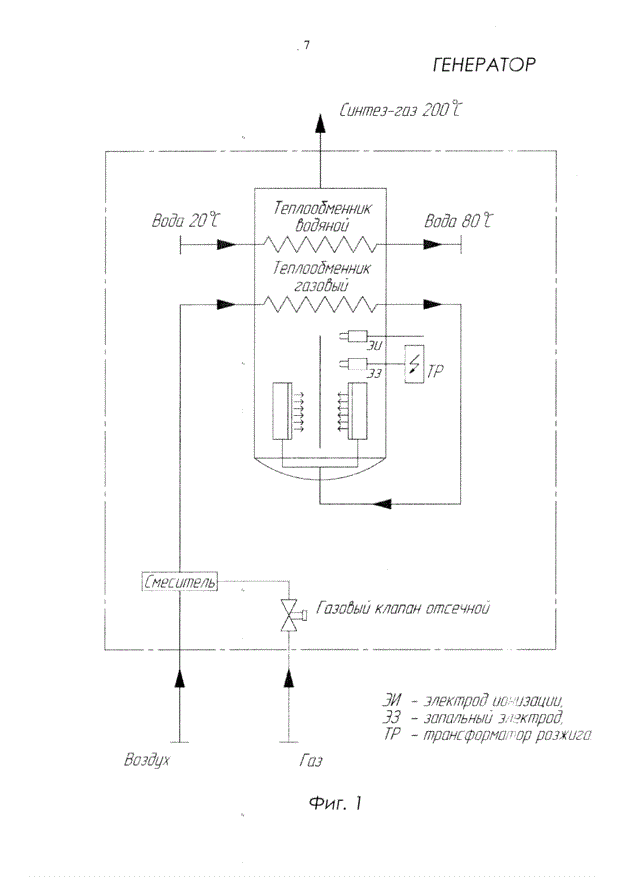 7
ГЕНЕРАТОР
Синтез-газ 200°C
Вода 20°C
Теплообменник
водяной
Вода 80°C
Теплообменник
газовый
ЭИ
ЭЗ
ТР
Смеситель
Газовый клапан отсечной
ЭИ - электрод ионизации,
ЭЗ - запальный электрод,
ТР - трансформатор розжига
Воздух
Газ
Фиг. 1